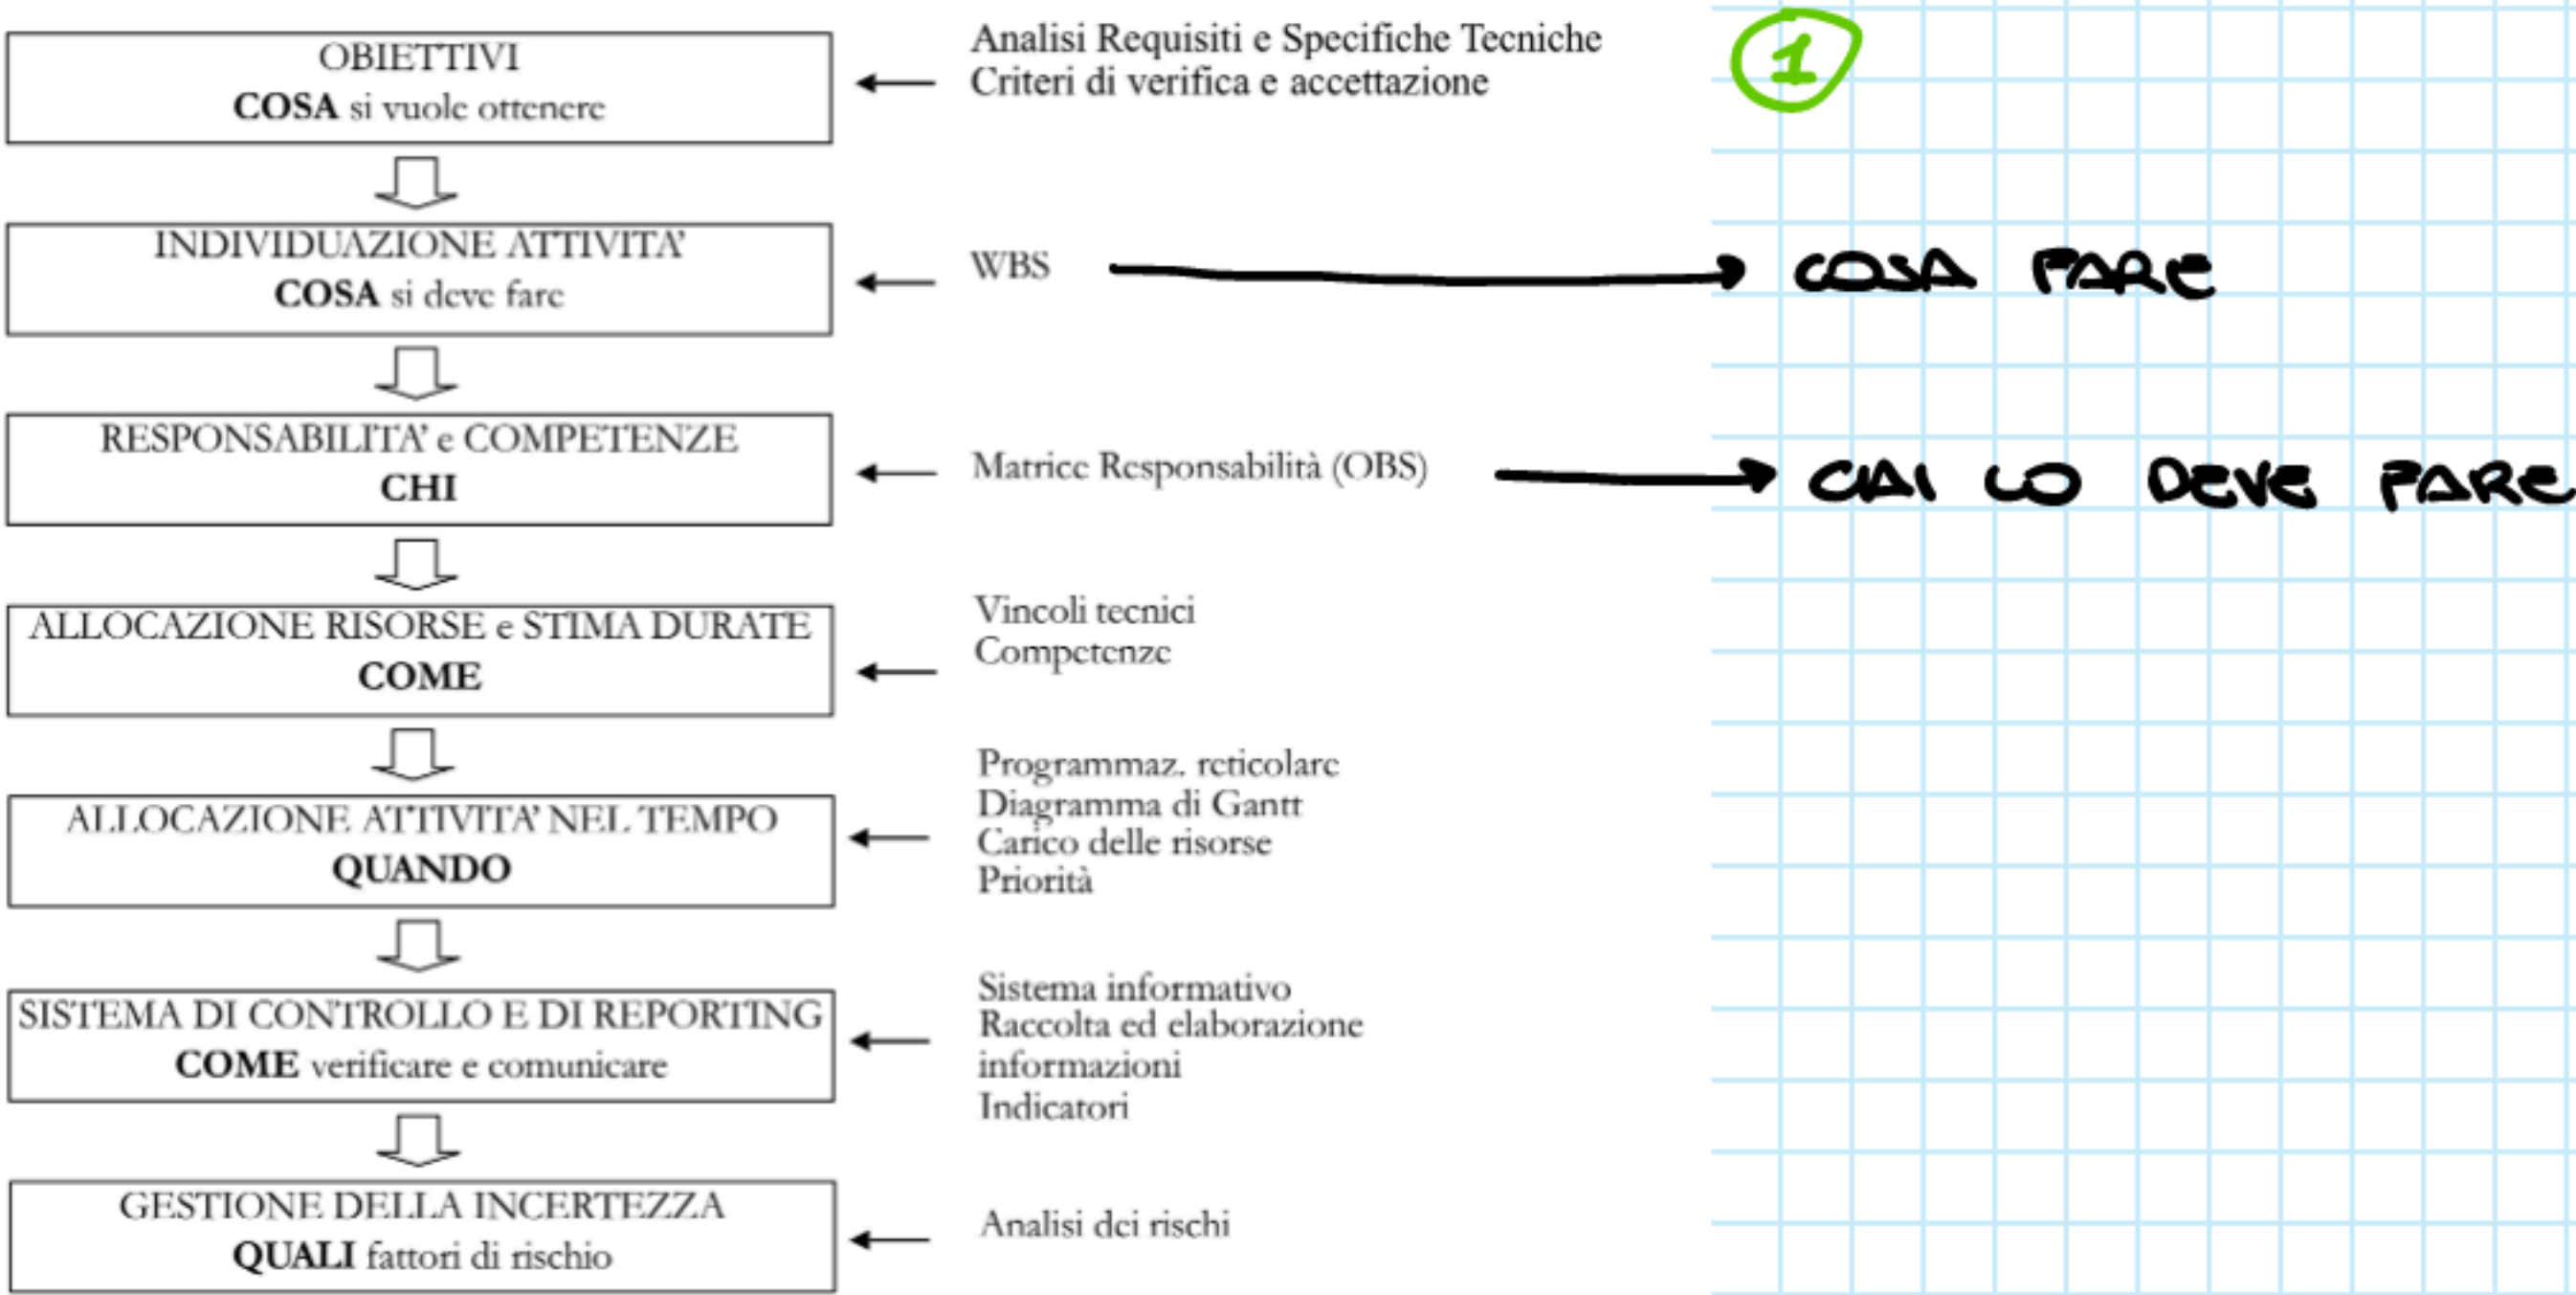 OBIETTIVI
COSA si vuole ottenere
Analisi Requisiti e Specifiche Tecniche
Criteri di verifica e accettazione
1
INDIVIDUAZIONE ATTIVITA'
COSA si deve fare
WBS
COSA FARE
RESPONSABILITA' e COMPETENZE
CHI
Matrice Responsabilità (OBS)
CHI LO DEVE FARE
ALLOCAZIONE RISORSE e STIMA DURATE
COME
Vincoli tecnici
Competenze
ALLOCAZIONE ATTIVITA' NEL TEMPO
QUANDO
Programmaz. reticolare
Diagramma di Gantt
Carico delle risorse
Priorità
SISTEMA DI CONTROLLO E DI REPORTING
COME verificare e comunicare
Sistema informativo
Raccolta ed elaborazione
informazioni
Indicatori
GESTIONE DELLA INCERTEZZA
QUALI fattori di rischio
Analisi dei rischi